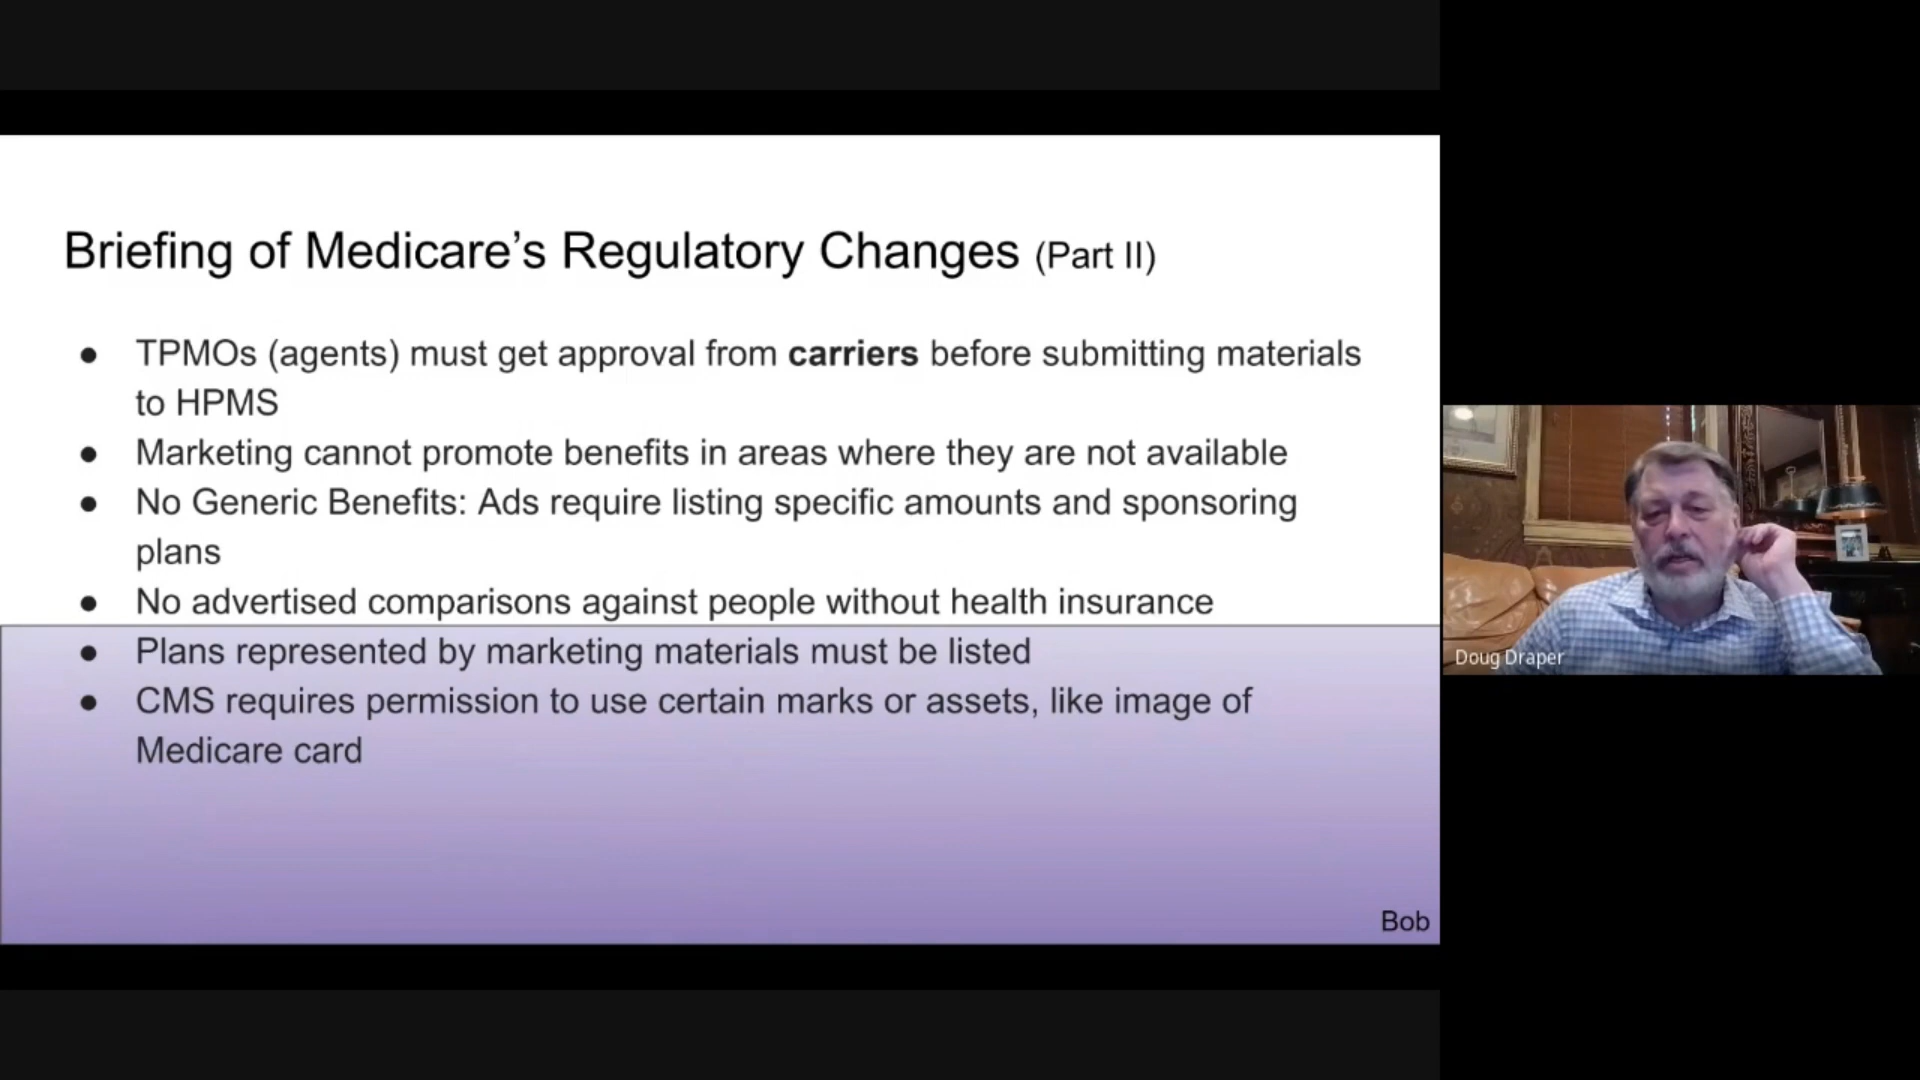 Briefing of Medicare’s Regulatory Changes (Part II)
● TPMOs (agents) must get approval from carriers before submitting materials
to HPMS
● Marketing cannot promote benefits in areas where they are not available
● No Generic Benefits: Ads require listing specific amounts and sponsoring
plans
● No advertised comparisons against people without health insurance
● Plans represented by marketing materials must be listed
● CMS requires permission to use certain marks or assets, like image of
Medicare card
Bob
Doug Draper